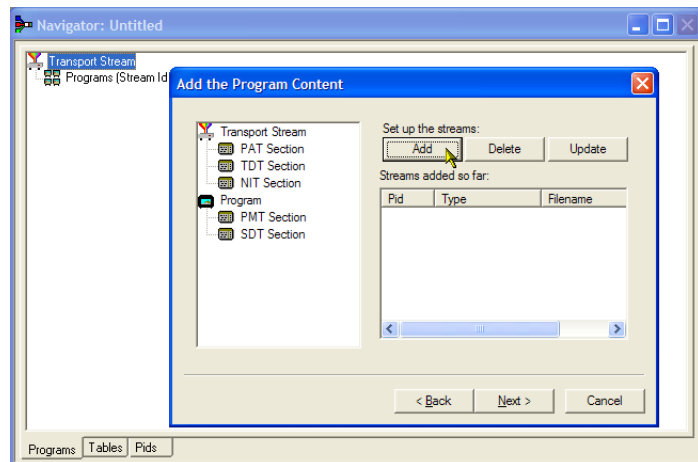 Navigator: Untitled
Transport Stream
Programs (Stream Id
Add the Program Content
Transport Stream
PAT Section
TDT Section
NIT Section
Program
PMT Section
SDT Section
Set up the streams:
Add Delete Update
Streams added so far:
Pid Type Filename
< Back Next > Cancel
Programs Tables Pids